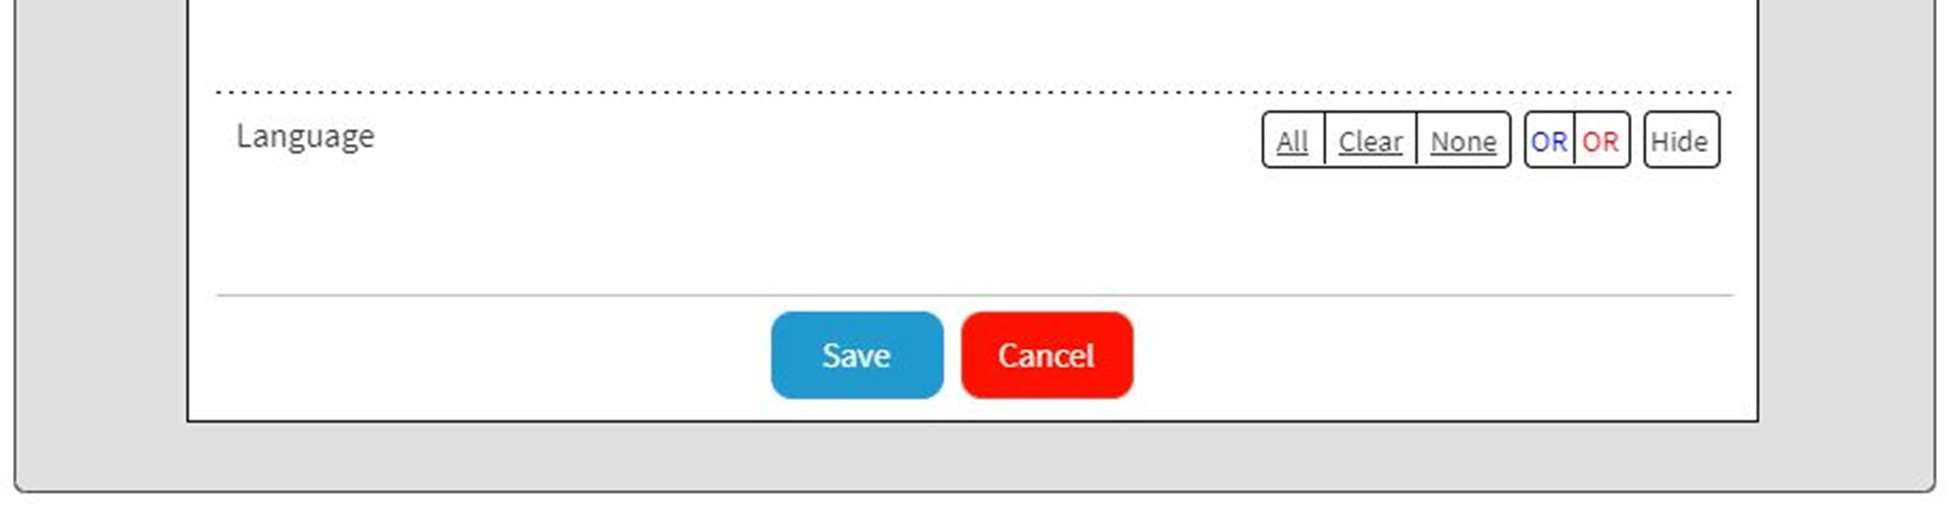 Language All Clear None OR OR Hide
Save Cancel